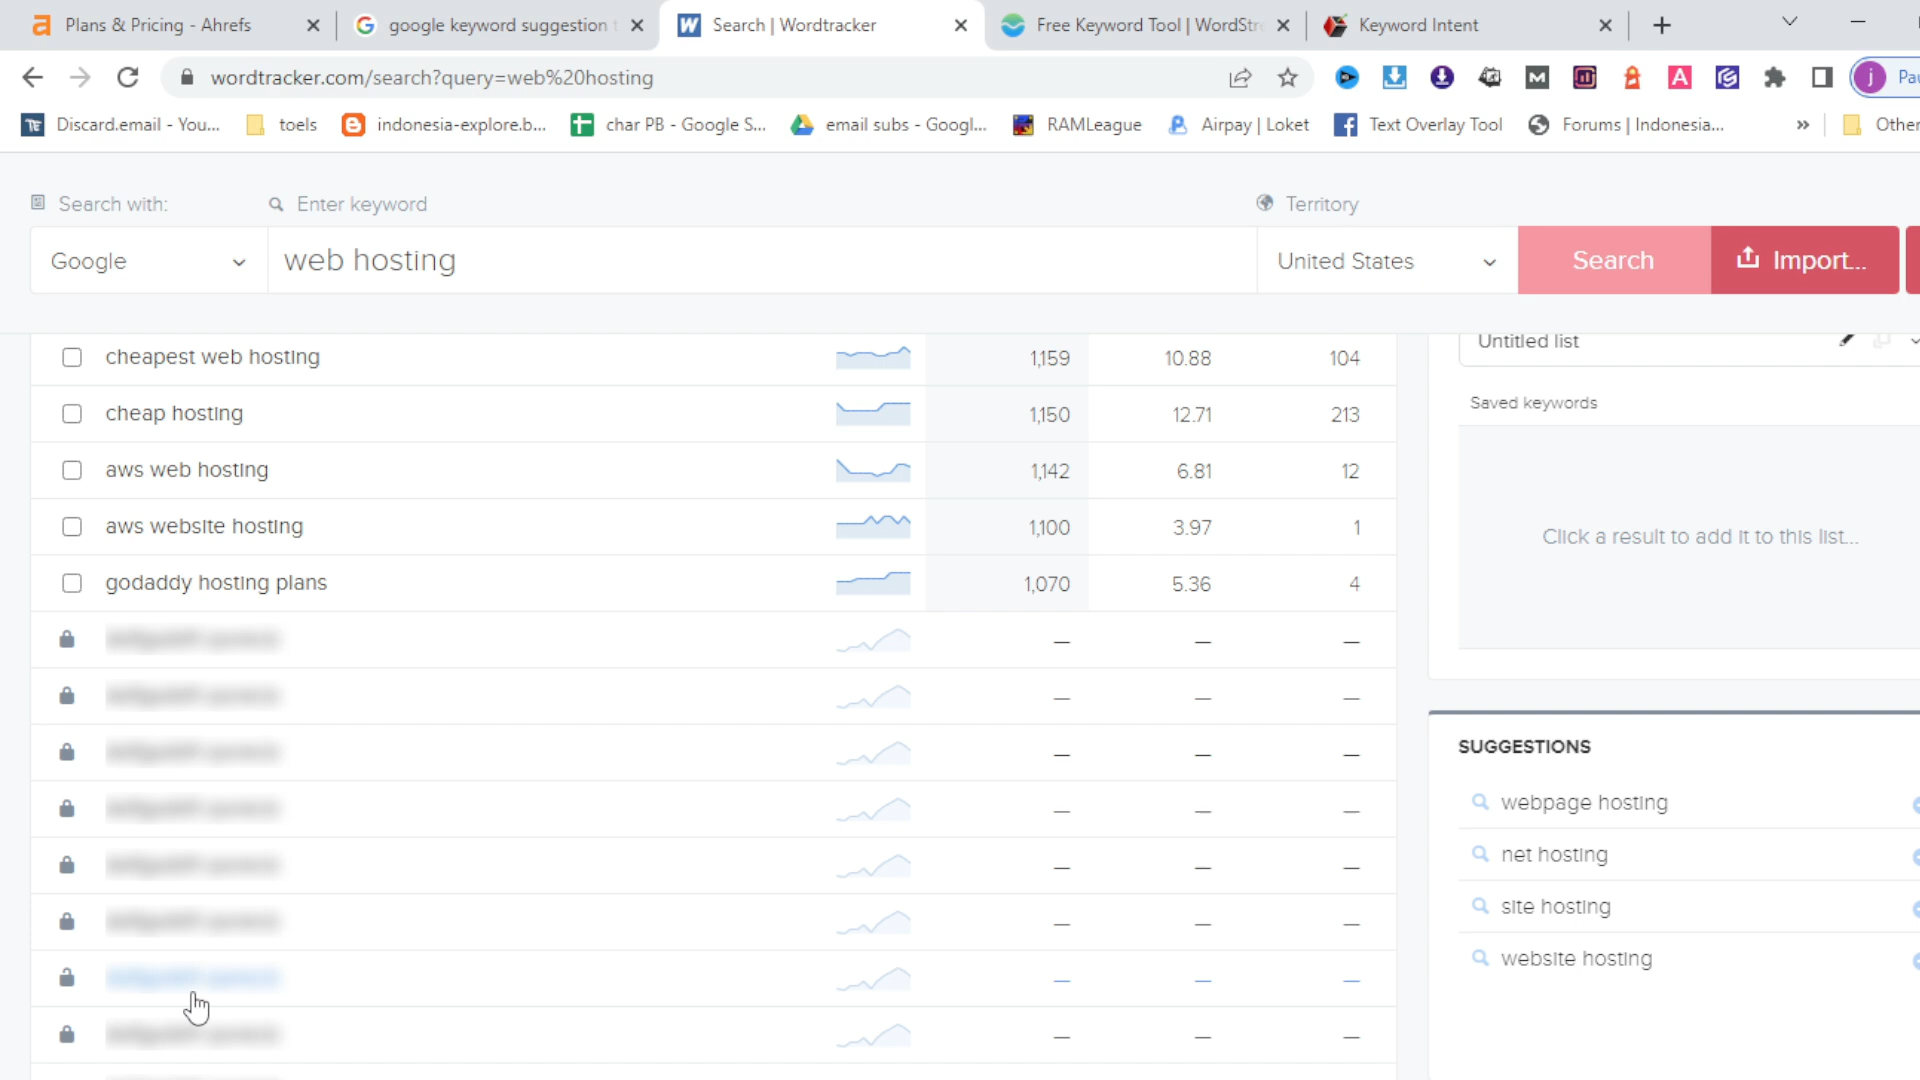 Plans & Pricing - Ahrefs
google keyword suggestion t
Search | Wordtracker
Free Keyword Tool | WordStre
Keyword Intent
wordtracker.com/search?query=web%20hosting
Pau
Discard.email - You...
toels
indonesia-explore.b...
char PB - Google S...
email subs - Googl...
RAMLeague
Airpay | Loket
Text Overlay Tool
Forums | Indonesia...
»
Other
Search with:
Enter keyword
Territory
Google
web hosting
United States
Search
Import...
cheapest web hosting 1,159 10.88 104
cheap hosting 1,150 12.71 213
aws web hosting 1,142 6.81 12
aws website hosting 1,100 3.97 1
godaddy hosting plans 1,070 5.36 4
— — —
— — —
— — —
— — —
— — —
— — —
— — —
— — —
Untitled list
Saved keywords
Click a result to add it to this list...
SUGGESTIONS
webpage hosting
net hosting
site hosting
website hosting